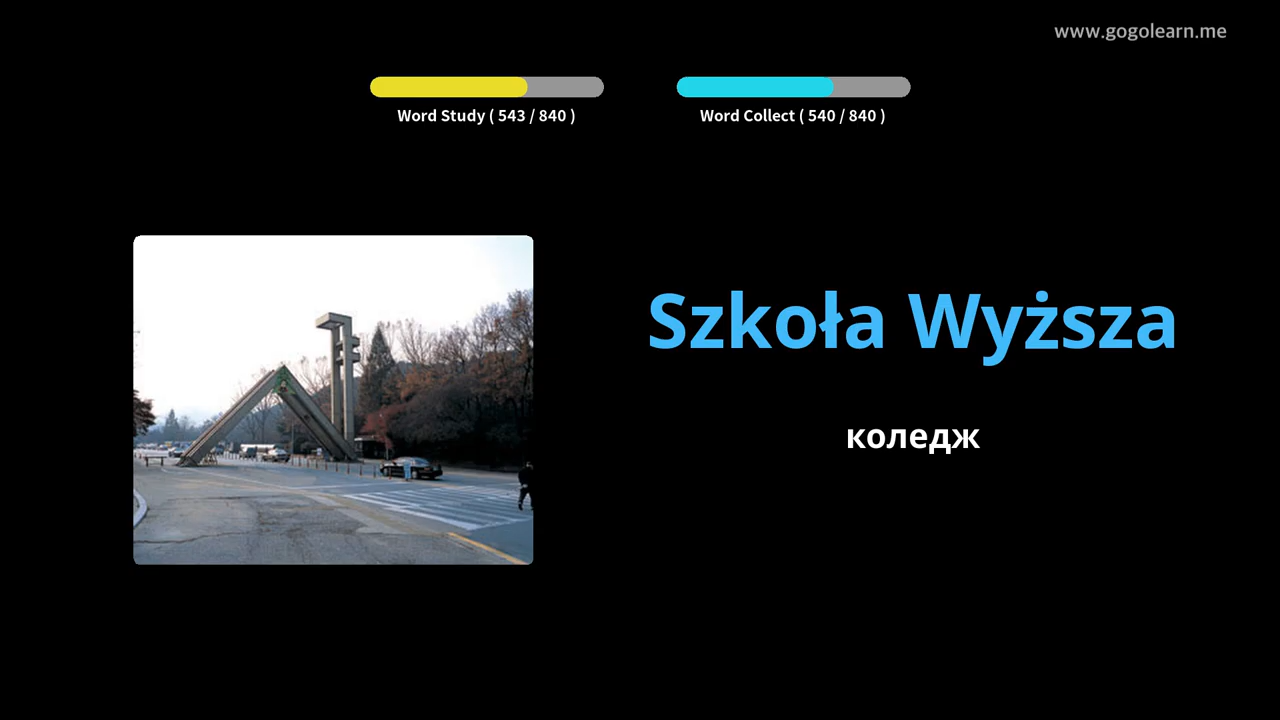 www.gogolearn.me
Word Study ( 543 / 840 )
Word Collect ( 540 / 840 )
Szkoła Wyższa
коледж